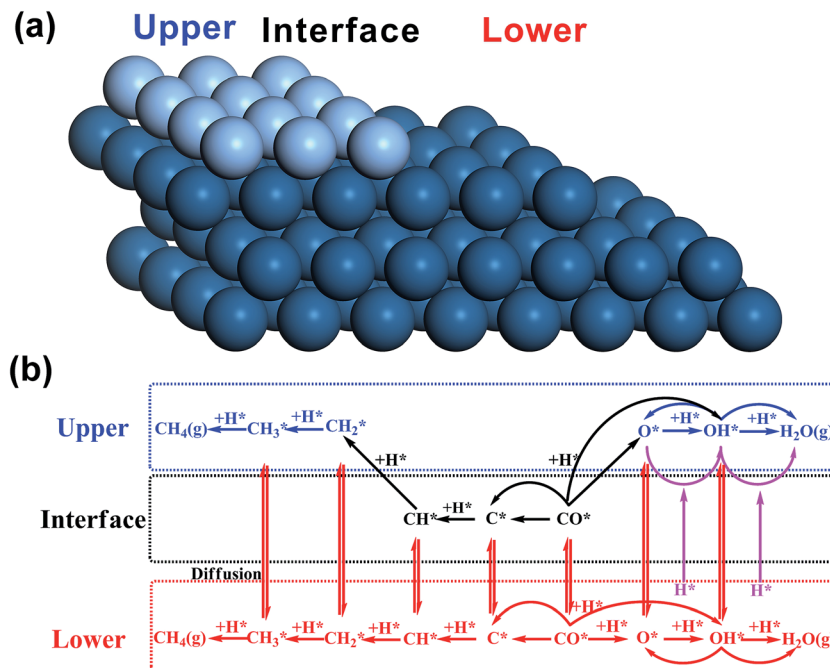 (a)
Upper Interface Lower
(b)
Upper
CH₄(g) +H* CH₃* +H* CH₂* O* +H* OH* +H* H₂O(g)
+H* +H*
Interface
CH* +H* C* CO*
Diffusion
H* H*
Lower
+H*
CH₄(g) +H* CH₃* +H* CH₂* +H* CH* +H* C* CO* +H* O* +H* OH* +H* H₂O(g)